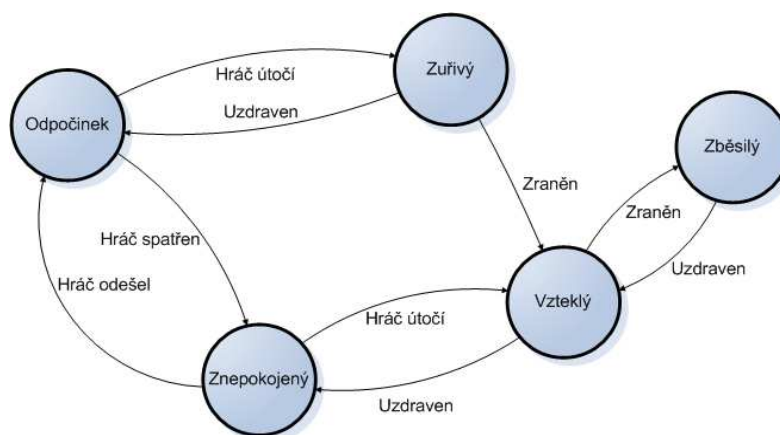 Hráč útočí
Zuřivý
Uzdraven
Odpočinek
Zběsilý
Zraněn
Zraněn
Hráč spatřen
Uzdraven
Hráč odešel
Vzteklý
Hráč útočí
Znepokojený
Uzdraven